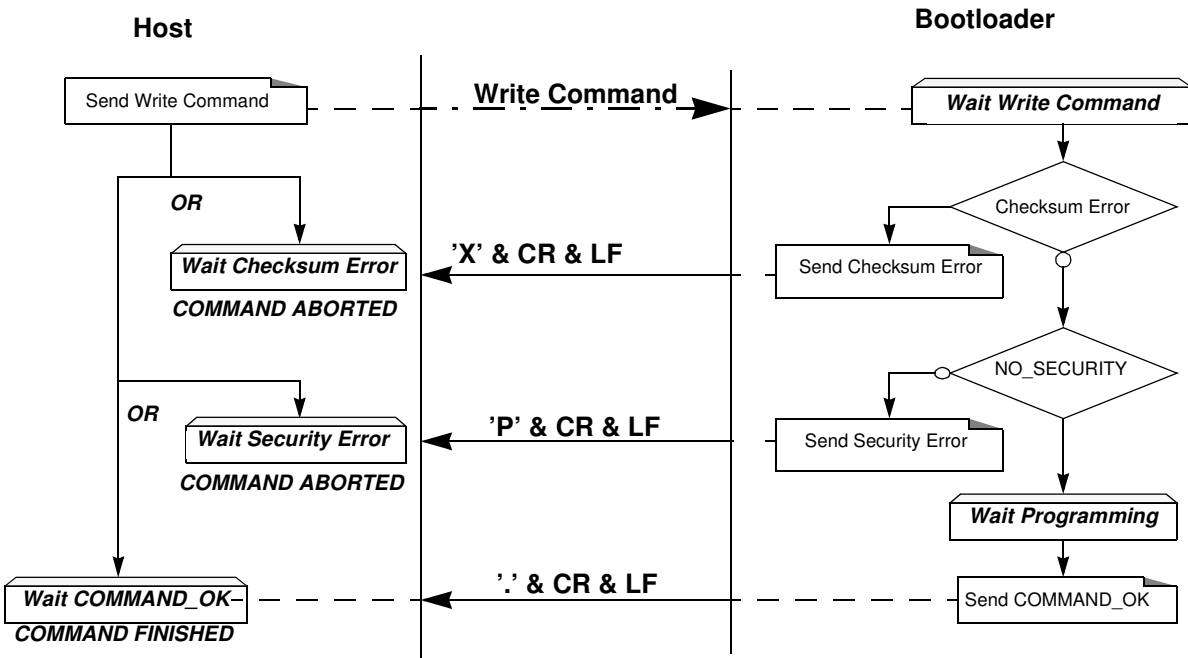 Host
Bootloader
Send Write Command
Write Command
Wait Write Command
OR
Checksum Error
Wait Checksum Error
'X' & CR & LF
Send Checksum Error
COMMAND ABORTED
NO_SECURITY
OR
Wait Security Error
'P' & CR & LF
Send Security Error
COMMAND ABORTED
Wait Programming
Wait COMMAND_OK
'.' & CR & LF
Send COMMAND_OK
COMMAND FINISHED